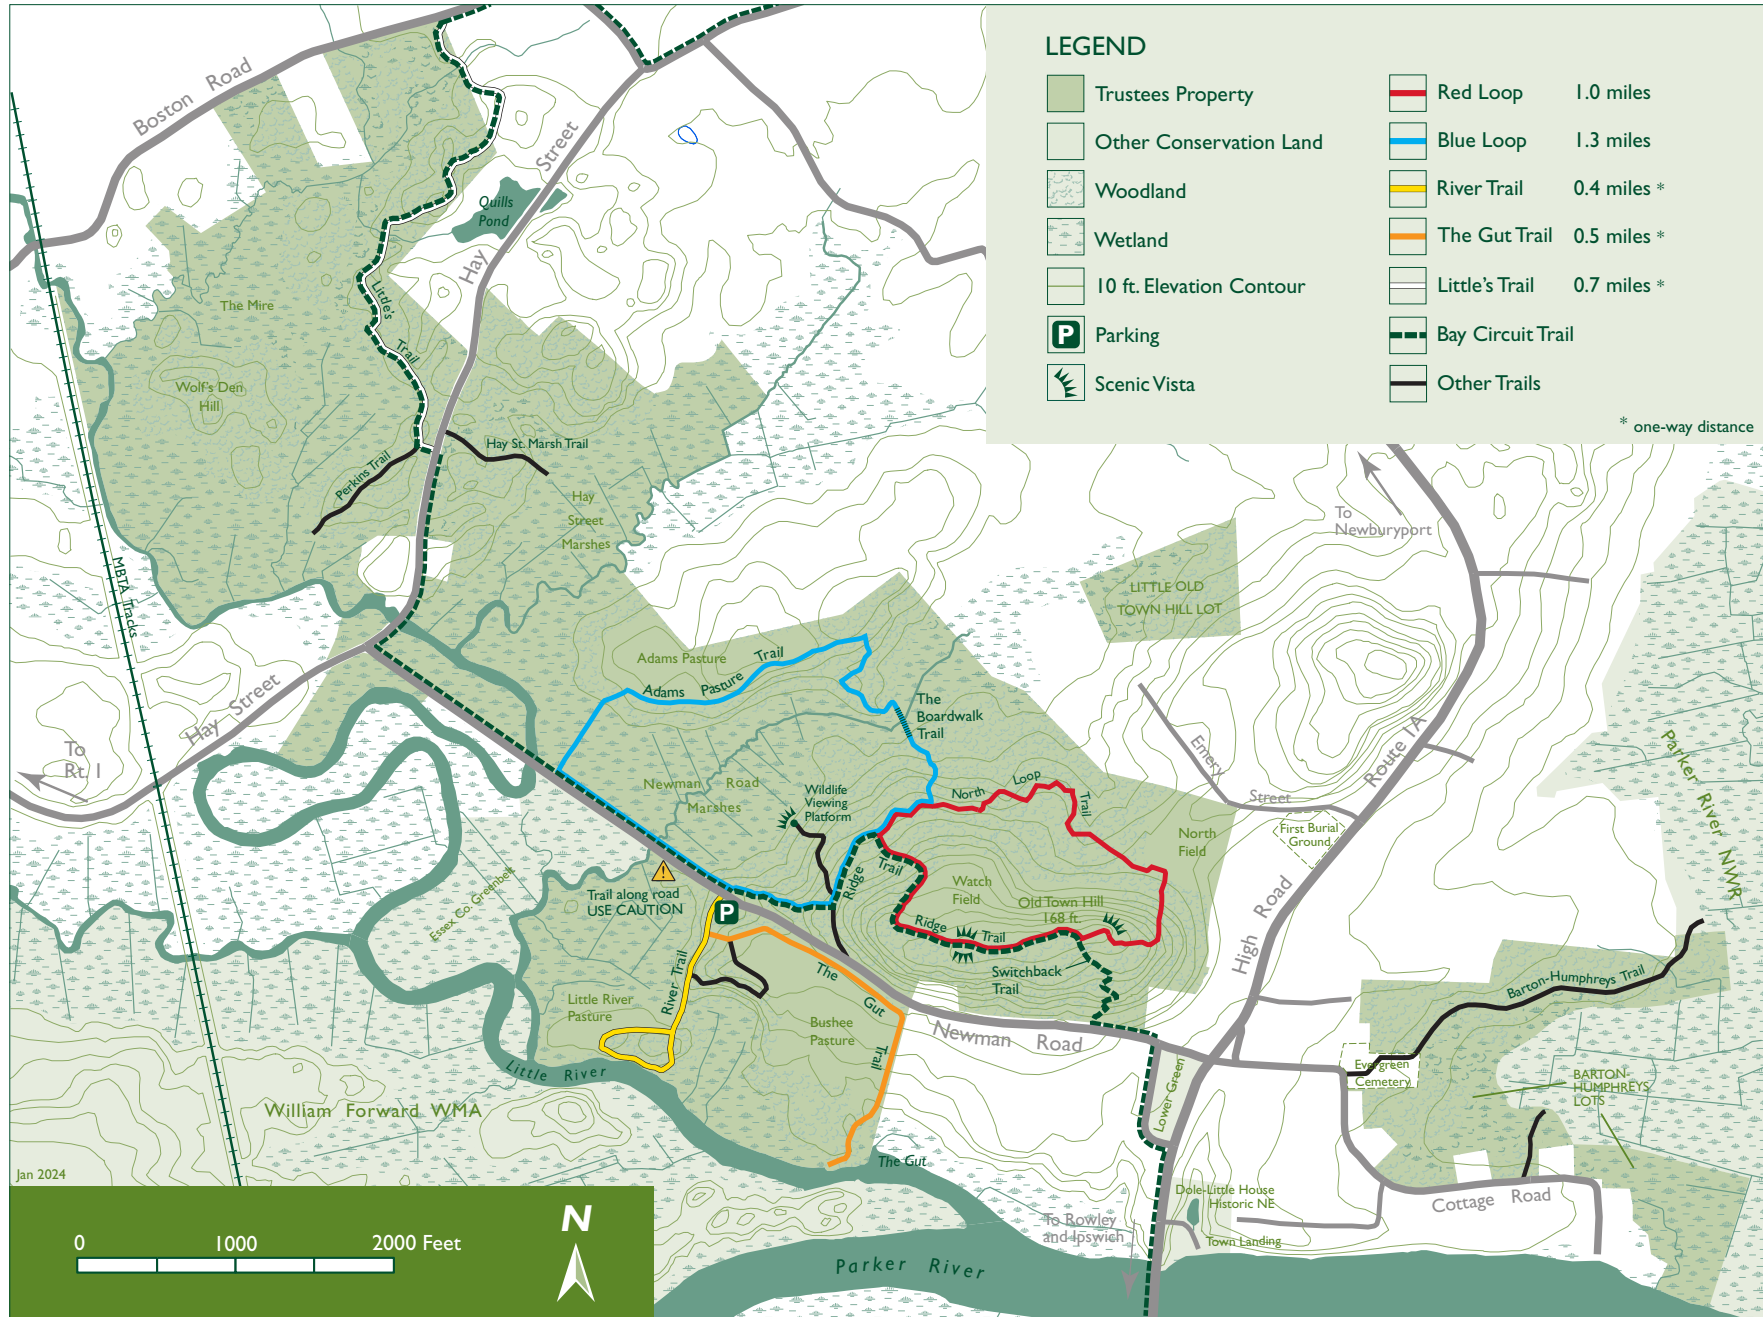 LEGEND
Trustees Property
Other Conservation Land
Woodland
Wetland
10 ft. Elevation Contour
P Parking
Scenic Vista
Red Loop 1.0 miles
Blue Loop 1.3 miles
River Trail 0.4 miles *
The Gut Trail 0.5 miles *
Little's Trail 0.7 miles *
Bay Circuit Trail
Other Trails
* one-way distance
Boston Road
Hay Street
Quills
Pond
Little's Trail
The Mire
Wolf's Den
Hill
Perkins Trail
Hay St. Marsh Trail
Hay
Street
Marshes
MBTA Tracks
Hay Street
To
Rt. 1
To
Newburyport
LITTLE OLD
TOWN HILL LOT
Adams Pasture
Adams Pasture Trail
The
Boardwalk
Trail
Newman Road
Marshes
Wildlife
Viewing
Platform
North Loop Trail
Emery Street
Route 1A
First Burial
Ground
North
Field
Parker River NWR
Trail along road
USE CAUTION
P
Essex Co. Greenbelt
Ridge Trail
Watch
Field
Old Town Hill
168 ft.
Ridge Trail
Switchback
Trail
High Road
River Trail
The Gut Trail
Little River
Pasture
Bushee
Pasture
Newman Road
Barton-Humphreys Trail
Evergreen
Cemetery
BARTON-
HUMPHREYS
LOTS
Lower Green
Little River
William Forward WMA
The Gut
Dole-Little House
Historic NE
Cottage Road
To Rowley
and Ipswich
Town Landing
Parker River
Jan 2024
0 1000 2000 Feet
N